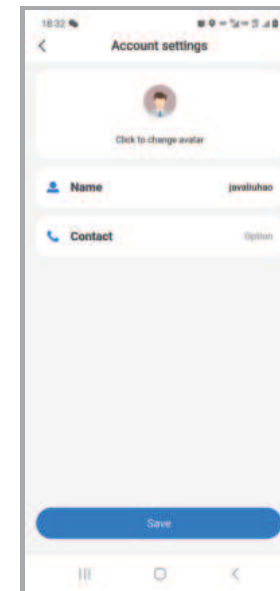 18:32
Account settings
Click to change avatar
Name javaliuhao
Contact Option
Save